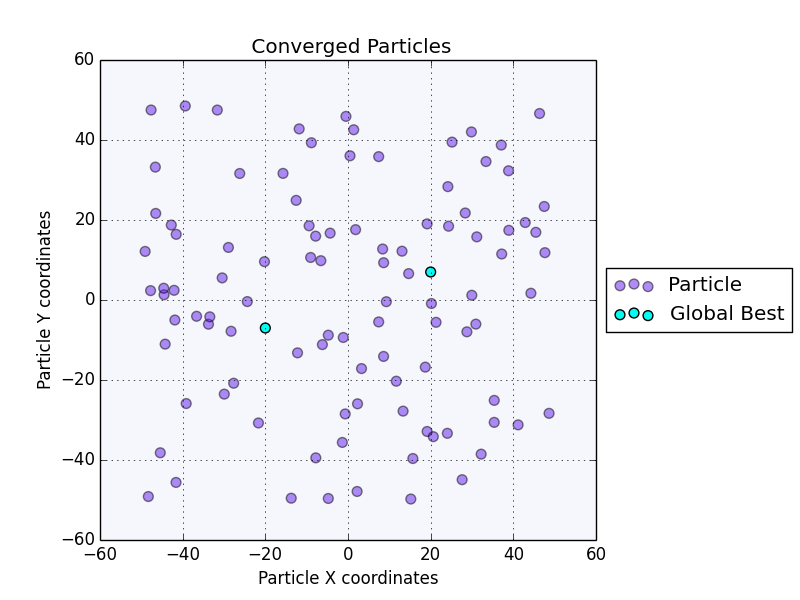 Converged Particles
60
40
20
0
−20
−40
−60
−60 −40 −20 0 20 40 60
Particle Y coordinates
Particle X coordinates
Particle
Global Best